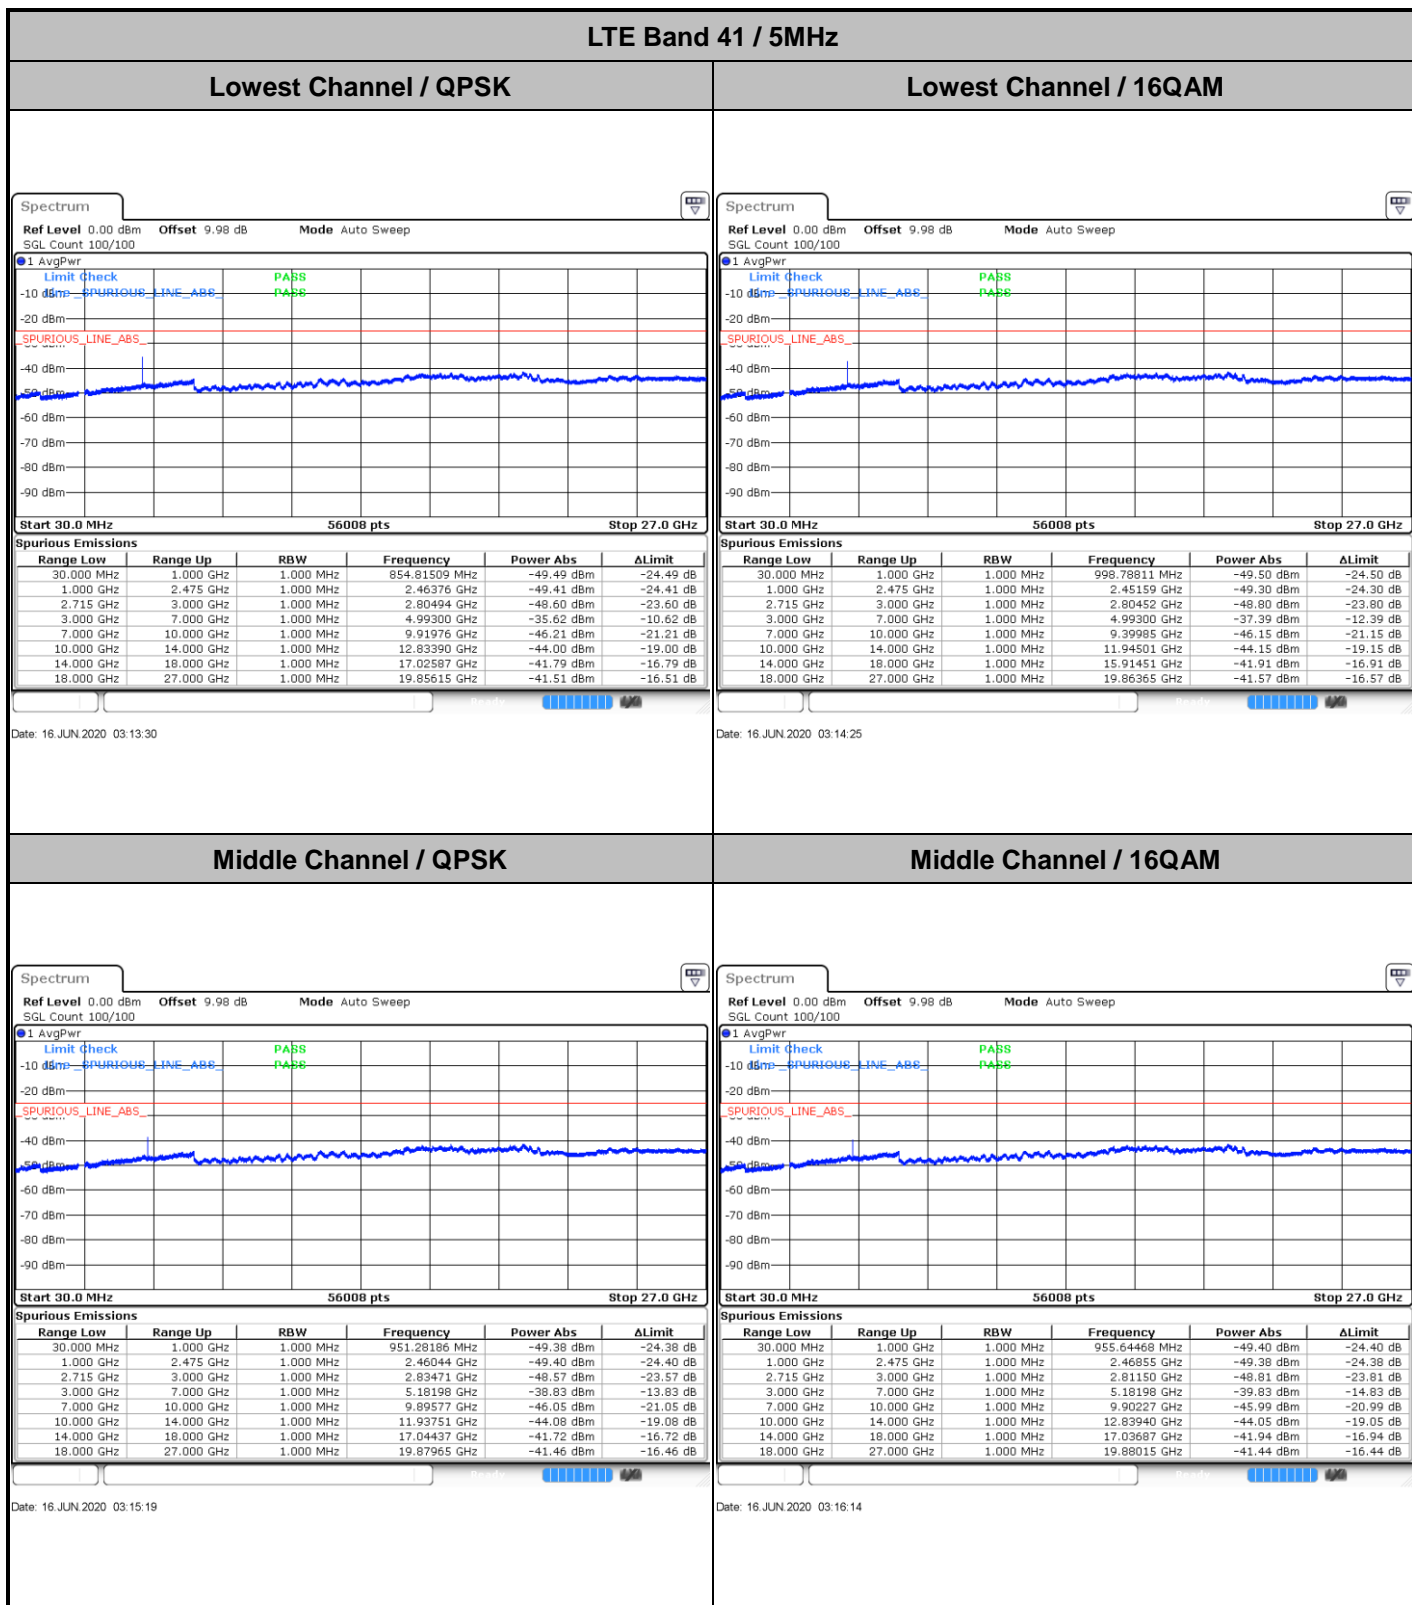 LTE Band 41 / 5MHz
Lowest Channel / QPSK
Spectrum
Ref Level 0.00 dBm Offset 9.98 dB Mode Auto Sweep
SGL Count 100/100
1 AvgPwr
Limit Check PASS
Line _SPURIOUS_LINE_ABS_ PASS
-10 dBm
-20 dBm
_SPURIOUS_LINE_ABS_
-40 dBm
-50 dBm
-60 dBm
-70 dBm
-80 dBm
-90 dBm
Start 30.0 MHz 56008 pts Stop 27.0 GHz
Spurious Emissions
Range Low Range Up RBW Frequency Power Abs ΔLimit
30.000 MHz 1.000 GHz 1.000 MHz 854.81509 MHz -49.49 dBm -24.49 dB
1.000 GHz 2.475 GHz 1.000 MHz 2.46376 GHz -49.41 dBm -24.41 dB
2.715 GHz 3.000 GHz 1.000 MHz 2.80494 GHz -48.60 dBm -23.60 dB
3.000 GHz 7.000 GHz 1.000 MHz 4.99300 GHz -35.62 dBm -10.62 dB
7.000 GHz 10.000 GHz 1.000 MHz 9.91976 GHz -46.21 dBm -21.21 dB
10.000 GHz 14.000 GHz 1.000 MHz 12.83390 GHz -44.00 dBm -19.00 dB
14.000 GHz 18.000 GHz 1.000 MHz 17.02587 GHz -41.79 dBm -16.79 dB
18.000 GHz 27.000 GHz 1.000 MHz 19.85615 GHz -41.51 dBm -16.51 dB
Ready
Date: 16.JUN.2020 03:13:30
Lowest Channel / 16QAM
Spectrum
Ref Level 0.00 dBm Offset 9.98 dB Mode Auto Sweep
SGL Count 100/100
1 AvgPwr
Limit Check PASS
Line _SPURIOUS_LINE_ABS_ PASS
-10 dBm
-20 dBm
_SPURIOUS_LINE_ABS_
-40 dBm
-50 dBm
-60 dBm
-70 dBm
-80 dBm
-90 dBm
Start 30.0 MHz 56008 pts Stop 27.0 GHz
Spurious Emissions
Range Low Range Up RBW Frequency Power Abs ΔLimit
30.000 MHz 1.000 GHz 1.000 MHz 998.78811 MHz -49.50 dBm -24.50 dB
1.000 GHz 2.475 GHz 1.000 MHz 2.45159 GHz -49.30 dBm -24.30 dB
2.715 GHz 3.000 GHz 1.000 MHz 2.80452 GHz -48.80 dBm -23.80 dB
3.000 GHz 7.000 GHz 1.000 MHz 4.99300 GHz -37.39 dBm -12.39 dB
7.000 GHz 10.000 GHz 1.000 MHz 9.39985 GHz -46.15 dBm -21.15 dB
10.000 GHz 14.000 GHz 1.000 MHz 11.94501 GHz -44.15 dBm -19.15 dB
14.000 GHz 18.000 GHz 1.000 MHz 15.91451 GHz -41.91 dBm -16.91 dB
18.000 GHz 27.000 GHz 1.000 MHz 19.86365 GHz -41.57 dBm -16.57 dB
Date: 16.JUN.2020 03:14:25
Middle Channel / QPSK
Spectrum
Ref Level 0.00 dBm Offset 9.98 dB Mode Auto Sweep
SGL Count 100/100
1 AvgPwr
Limit Check PASS
Line _SPURIOUS_LINE_ABS_ PASS
-10 dBm
-20 dBm
_SPURIOUS_LINE_ABS_
-40 dBm
-50 dBm
-60 dBm
-70 dBm
-80 dBm
-90 dBm
Start 30.0 MHz 56008 pts Stop 27.0 GHz
Spurious Emissions
Range Low Range Up RBW Frequency Power Abs ΔLimit
30.000 MHz 1.000 GHz 1.000 MHz 951.28186 MHz -49.38 dBm -24.38 dB
1.000 GHz 2.475 GHz 1.000 MHz 2.46044 GHz -49.40 dBm -24.40 dB
2.715 GHz 3.000 GHz 1.000 MHz 2.83471 GHz -48.57 dBm -23.57 dB
3.000 GHz 7.000 GHz 1.000 MHz 5.18198 GHz -38.83 dBm -13.83 dB
7.000 GHz 10.000 GHz 1.000 MHz 9.89577 GHz -46.05 dBm -21.05 dB
10.000 GHz 14.000 GHz 1.000 MHz 11.93751 GHz -44.08 dBm -19.08 dB
14.000 GHz 18.000 GHz 1.000 MHz 17.04437 GHz -41.72 dBm -16.72 dB
18.000 GHz 27.000 GHz 1.000 MHz 19.87965 GHz -41.46 dBm -16.46 dB
Ready
Date: 16.JUN.2020 03:15:19
Middle Channel / 16QAM
Spectrum
Ref Level 0.00 dBm Offset 9.98 dB Mode Auto Sweep
SGL Count 100/100
1 AvgPwr
Limit Check PASS
Line _SPURIOUS_LINE_ABS_ PASS
-10 dBm
-20 dBm
_SPURIOUS_LINE_ABS_
-40 dBm
-50 dBm
-60 dBm
-70 dBm
-80 dBm
-90 dBm
Start 30.0 MHz 56008 pts Stop 27.0 GHz
Spurious Emissions
Range Low Range Up RBW Frequency Power Abs ΔLimit
30.000 MHz 1.000 GHz 1.000 MHz 955.64468 MHz -49.40 dBm -24.40 dB
1.000 GHz 2.475 GHz 1.000 MHz 2.46855 GHz -49.38 dBm -24.38 dB
2.715 GHz 3.000 GHz 1.000 MHz 2.81150 GHz -48.81 dBm -23.81 dB
3.000 GHz 7.000 GHz 1.000 MHz 5.18198 GHz -39.83 dBm -14.83 dB
7.000 GHz 10.000 GHz 1.000 MHz 9.90227 GHz -45.99 dBm -20.99 dB
10.000 GHz 14.000 GHz 1.000 MHz 12.83940 GHz -44.05 dBm -19.05 dB
14.000 GHz 18.000 GHz 1.000 MHz 17.03687 GHz -41.94 dBm -16.94 dB
18.000 GHz 27.000 GHz 1.000 MHz 19.88015 GHz -41.44 dBm -16.44 dB
Ready
Date: 16.JUN.2020 03:16:14